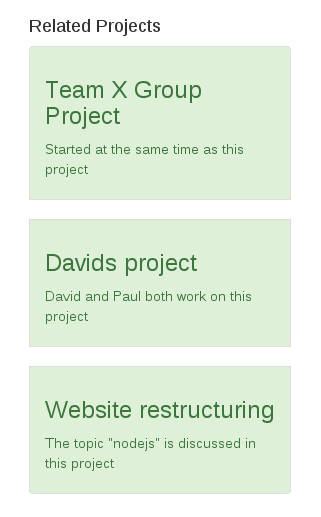 Related Projects
Team X Group
Project
Started at the same time as this
project
Davids project
David and Paul both work on this
project
Website restructuring
The topic "nodejs" is discussed in
this project